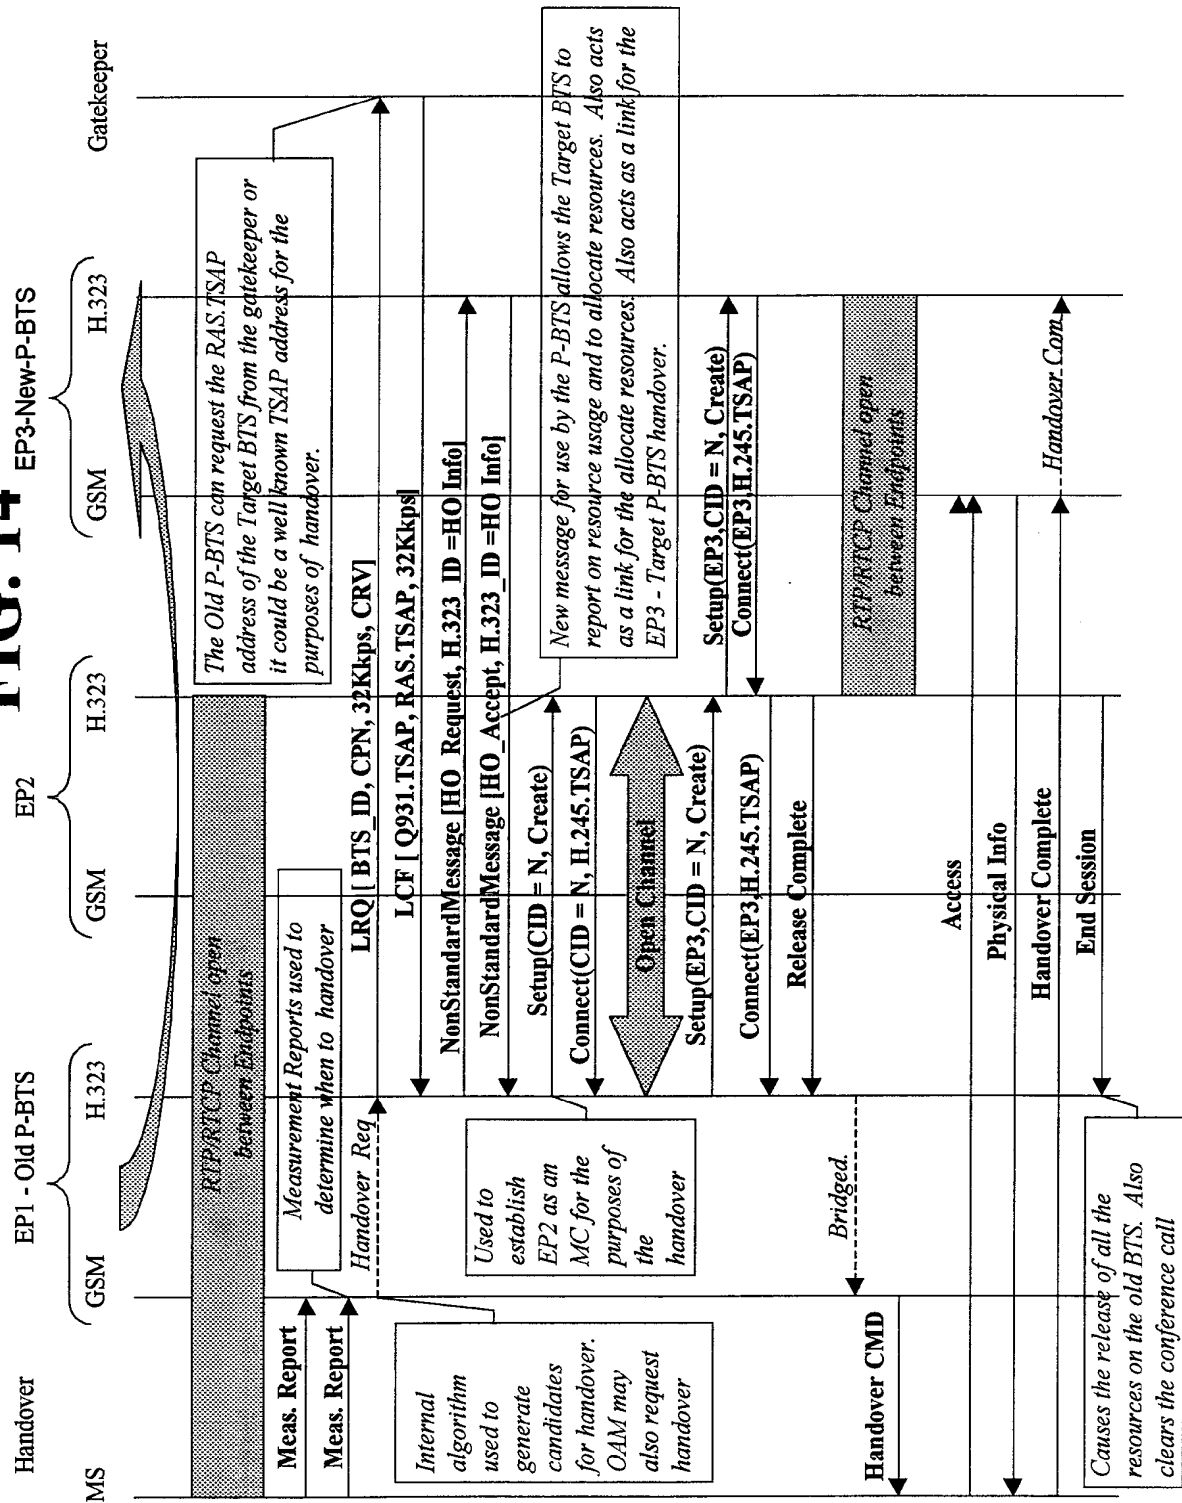 FIG. 14
Handover
EP1 - Old P-BTS
EP2
EP3-New-P-BTS
MS
GSM
H.323
GSM
H.323
GSM
H.323
Gatekeeper
RTP/RTCP Channel open
between Endpoints
The Old P-BTS can request the RAS.TSAP
address of the Target BTS from the gatekeeper or
it could be a well known TSAP address for the
purposes of handover.
Measurement Reports used to
determine when to handover
Meas. Report
Meas. Report
Handover Req
LRQ [ BTS_ID, CPN, 32Kkps, CRV]
LCF [ Q931.TSAP, RAS.TSAP, 32Kkps]
Internal
algorithm
used to
generate
candidates
for handover.
OAM may
also request
handover
NonStandardMessage [HO_Request, H.323_ID =HO Info]
NonStandardMessage [HO_Accept, H.323_ID =HO Info]
New message for use by the P-BTS allows the Target BTS to
report on resource usage and to allocate resources. Also acts
as a link for the allocate resources. Also acts as a link for the
EP3 - Target P-BTS handover.
Setup(CID = N, Create)
Connect(CID = N, H.245.TSAP)
Used to
establish
EP2 as an
MC for the
purposes of
the
handover
Open Channel
Setup(EP3,CID = N, Create)
Setup(EP3,CID = N, Create)
Connect(EP3,H.245.TSAP)
Connect(EP3,H.245.TSAP)
Release Complete
Bridged.
RTP/RTCP Channel open
between Endpoints
Handover CMD
Access
Physical Info
Handover Complete
Handover Com
End Session
Causes the release of all the
resources on the old BTS. Also
clears the conference call